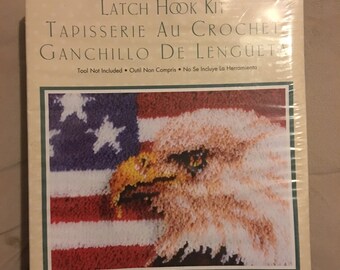 LATCH HOOK KIT
TAPISSERIE AU CROCHET
GANCHILLO DE LENGUETA
Tool Not Included • Outil Non Compris • No Se Incluye La Herramienta